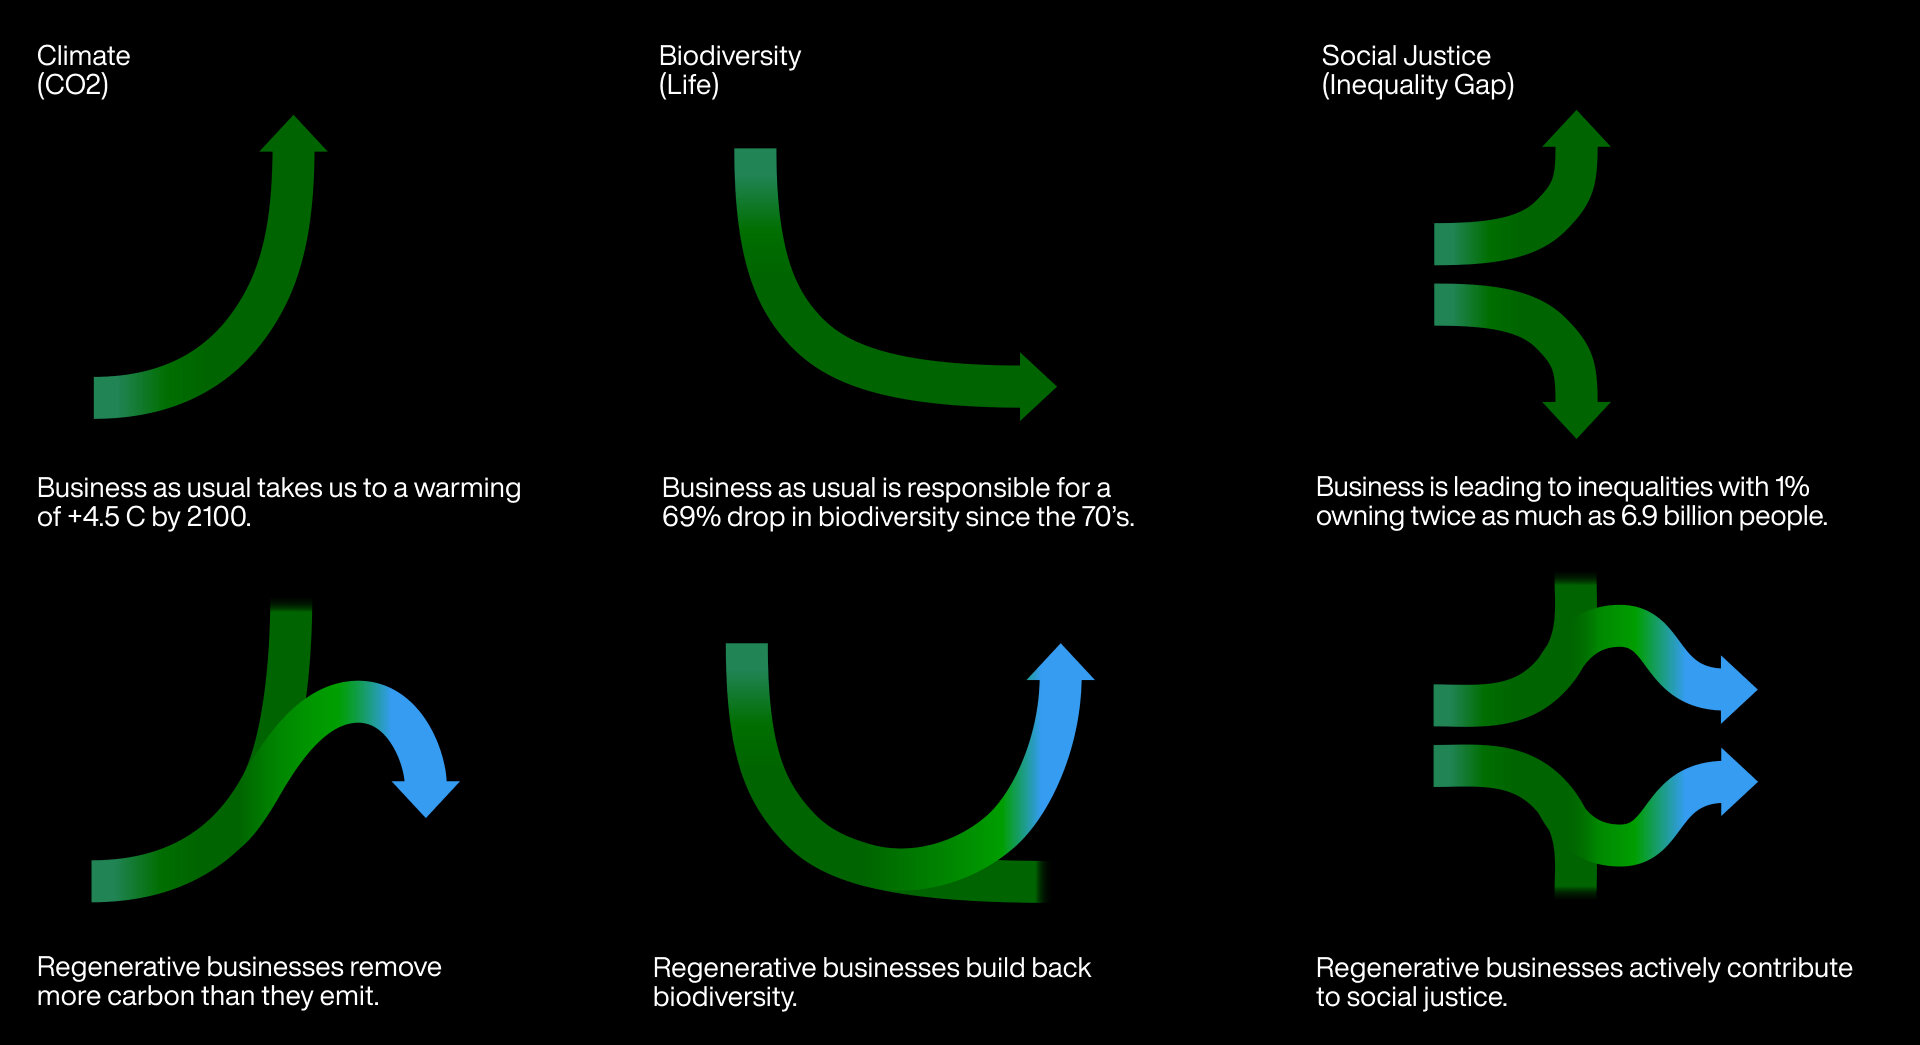 Climate
(CO2)
Biodiversity
(Life)
Social Justice
(Inequality Gap)
Business as usual takes us to a warming
of +4.5 C by 2100.
Business as usual is responsible for a
69% drop in biodiversity since the 70’s.
Business is leading to inequalities with 1%
owning twice as much as 6.9 billion people.
Regenerative businesses remove
more carbon than they emit.
Regenerative businesses build back
biodiversity.
Regenerative businesses actively contribute
to social justice.